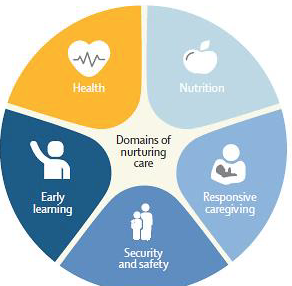 Health
Nutrition
Domains of
nurturing
care
Early
learning
Responsive
caregiving
Security
and safety